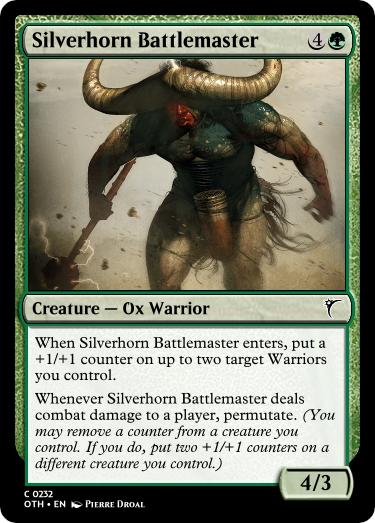 Silverhorn Battlemaster 4
Creature — Ox Warrior
When Silverhorn Battlemaster enters, put a
+1/+1 counter on up to two target Warriors
you control.
Whenever Silverhorn Battlemaster deals
combat damage to a player, permutate. (You
may remove a counter from a creature you
control. If you do, put two +1/+1 counters on a
different creature you control.)
4/3
C 0232
OTH • EN Pierre Droal